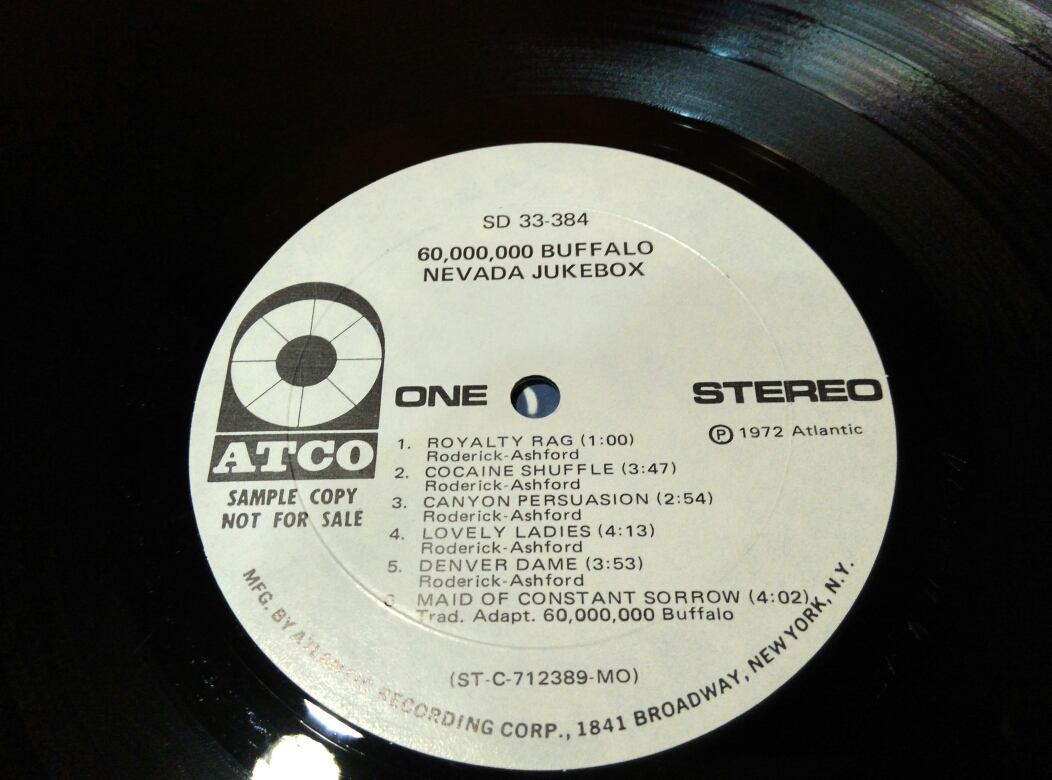 SD 33-384
60,000,000 BUFFALO
NEVADA JUKEBOX
ATCO
SAMPLE COPY
NOT FOR SALE
ONE
STEREO
Ⓟ 1972 Atlantic
1. ROYALTY RAG (1:00)
Roderick-Ashford
2. COCAINE SHUFFLE (3:47)
Roderick-Ashford
3. CANYON PERSUASION (2:54)
Roderick-Ashford
4. LOVELY LADIES (4:13)
Roderick-Ashford
5. DENVER DAME (3:53)
Roderick-Ashford
6. MAID OF CONSTANT SORROW (4:02)
Trad. Adapt. 60,000,000 Buffalo
(ST-C-712389-MO)
MFG. BY ATLANTIC RECORDING CORP., 1841 BROADWAY, NEW YORK, N.Y.